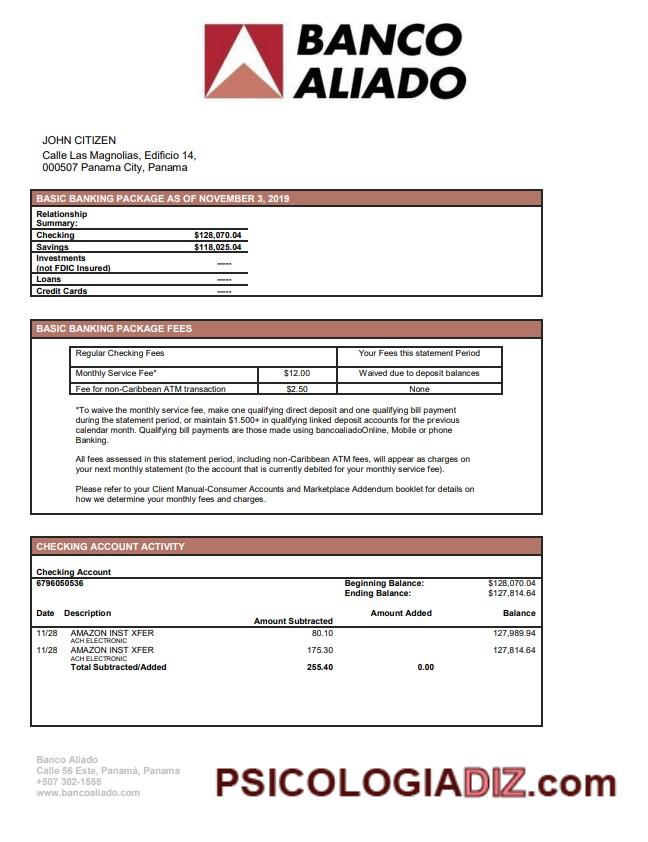 BANCO
ALIADO
JOHN CITIZEN
Calle Las Magnolias, Edificio 14,
000507 Panama City, Panama
BASIC BANKING PACKAGE AS OF NOVEMBER 3, 2019
Relationship
Summary:
Checking $128,070.04
Savings $118,025.04
Investments
(not FDIC Insured) -----
Loans -----
Credit Cards -----
BASIC BANKING PACKAGE FEES
Regular Checking Fees Your Fees this statement Period
Monthly Service Fee* $12.00 Waived due to deposit balances
Fee for non-Caribbean ATM transaction $2.50 None
*To waive the monthly service fee, make one qualifying direct deposit and one qualifying bill payment
during the statement period, or maintain $1.500+ in qualifying linked deposit accounts for the previous
calendar month. Qualifying bill payments are those made using bancoaliadoOnline, Mobile or phone
Banking.
All fees assessed in this statement period, including non-Caribbean ATM fees, will appear as charges on
your next monthly statement (to the account that is currently debited for your monthly service fee).
Please refer to your Client Manual-Consumer Accounts and Marketplace Addendum booklet for details on
how we determine your monthly fees and charges.
CHECKING ACCOUNT ACTIVITY
Checking Account
6796050536 Beginning Balance: $128,070.04
Ending Balance: $127,814.64
Date Description Amount Subtracted Amount Added Balance
11/28 AMAZON INST XFER 80.10 127,989.94
ACH ELECTRONIC
11/28 AMAZON INST XFER 175.30 127,814.64
ACH ELECTRONIC
Total Subtracted/Added 255.40 0.00
Banco Aliado
Calle 56 Este, Panamá, Panama
+507 302-1555
www.bancoaliado.com
PSICOLOGIADIZ.com